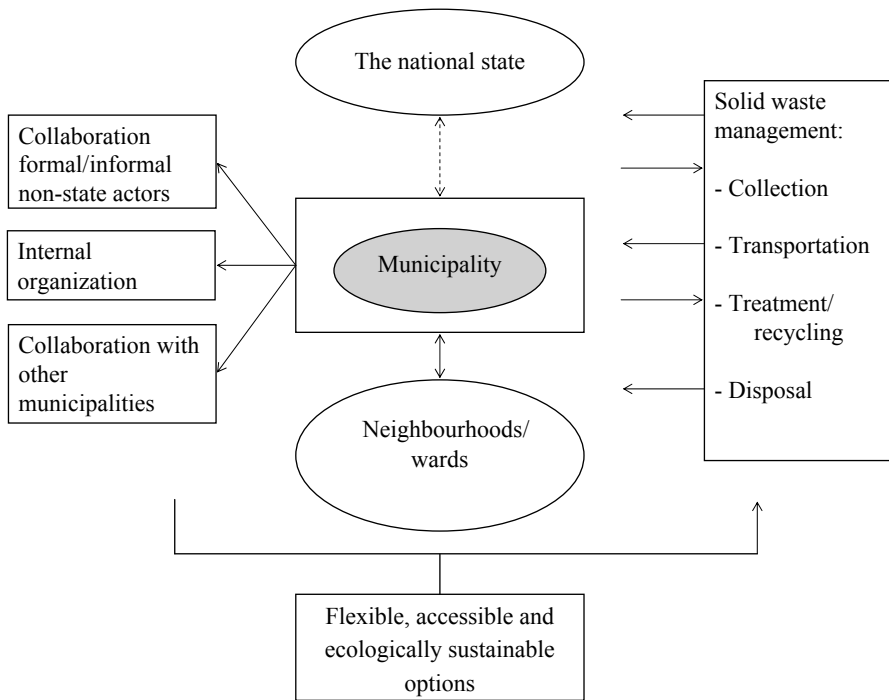 The national state
Collaboration
formal/informal
non-state actors
Internal
organization
Collaboration with
other
municipalities
Municipality
Neighbourhoods/
wards
Solid waste
management:
- Collection
- Transportation
- Treatment/
recycling
- Disposal
Flexible, accessible and
ecologically sustainable
options